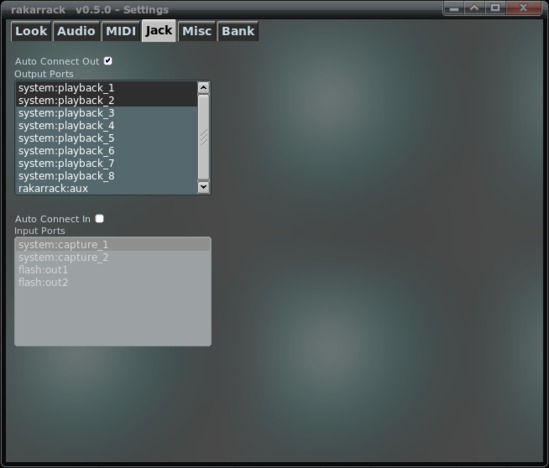 rakarrack v0.5.0 – Settings
Look Audio MIDI Jack Misc Bank
Auto Connect Out
Output Ports
system:playback_1
system:playback_2
system:playback_3
system:playback_4
system:playback_5
system:playback_6
system:playback_7
system:playback_8
rakarrack:aux
Auto Connect In
Input Ports
system:capture_1
system:capture_2
flash:out1
flash:out2